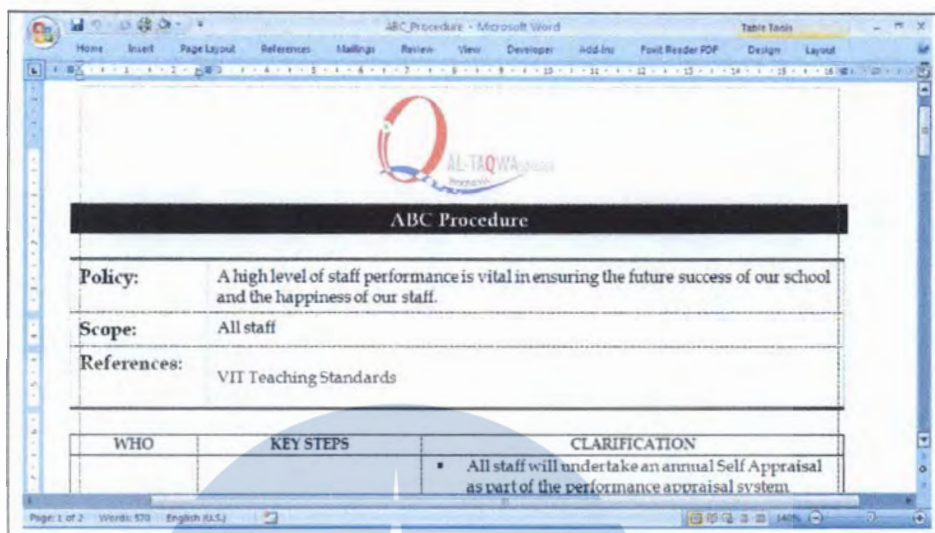 ABC_Procedure - Microsoft Word
Table Tools
Home Insert Page Layout References Mailings Review View Developer Add-Ins Foxit Reader PDF Design Layout
AL-TAQWA
ABC Procedure
Policy: A high level of staff performance is vital in ensuring the future success of our school
and the happiness of our staff.
Scope: All staff
References:
VIT Teaching Standards
WHO KEY STEPS CLARIFICATION
▪ All staff will undertake an annual Self Appraisal
as part of the performance appraisal system
Page: 1 of 2 Words: 570 English (U.S.) 140%